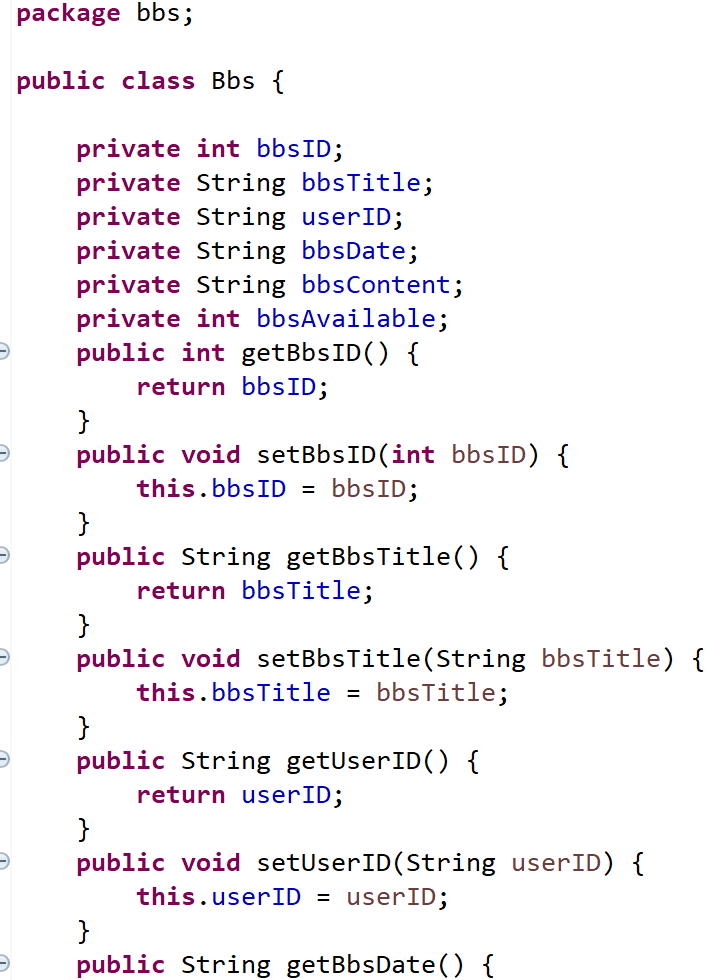 package bbs;
public class Bbs {
private int bbsID;
private String bbsTitle;
private String userID;
private String bbsDate;
private String bbsContent;
private int bbsAvailable;
public int getBbsID() {
return bbsID;
}
public void setBbsID(int bbsID) {
this.bbsID = bbsID;
}
public String getBbsTitle() {
return bbsTitle;
}
public void setBbsTitle(String bbsTitle) {
this.bbsTitle = bbsTitle;
}
public String getUserID() {
return userID;
}
public void setUserID(String userID) {
this.userID = userID;
}
public String getBbsDate() {